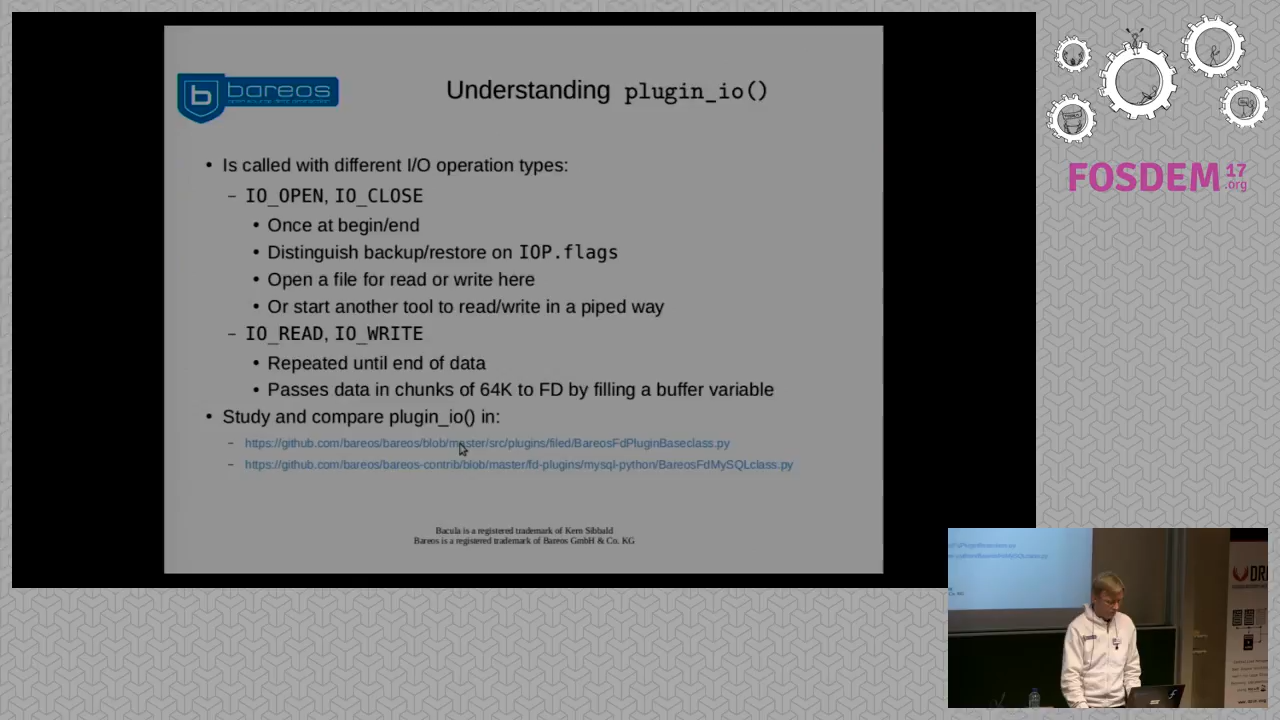 bareos
Understanding plugin_io()
• Is called with different I/O operation types:
– IO_OPEN, IO_CLOSE
• Once at begin/end
• Distinguish backup/restore on IOP.flags
• Open a file for read or write here
• Or start another tool to read/write in a piped way
– IO_READ, IO_WRITE
• Repeated until end of data
• Passes data in chunks of 64K to FD by filling a buffer variable
• Study and compare plugin_io() in:
– https://github.com/bareos/bareos/blob/master/src/plugins/filed/BareosFdPluginBaseclass.py
– https://github.com/bareos/bareos-contrib/blob/master/fd-plugins/mysql-python/BareosFdMySQLclass.py
Bacula is a registered trademark of Kern Sibbald
Bareos is a registered trademark of Bareos GmbH & Co. KG
FOSDEM 17
.org